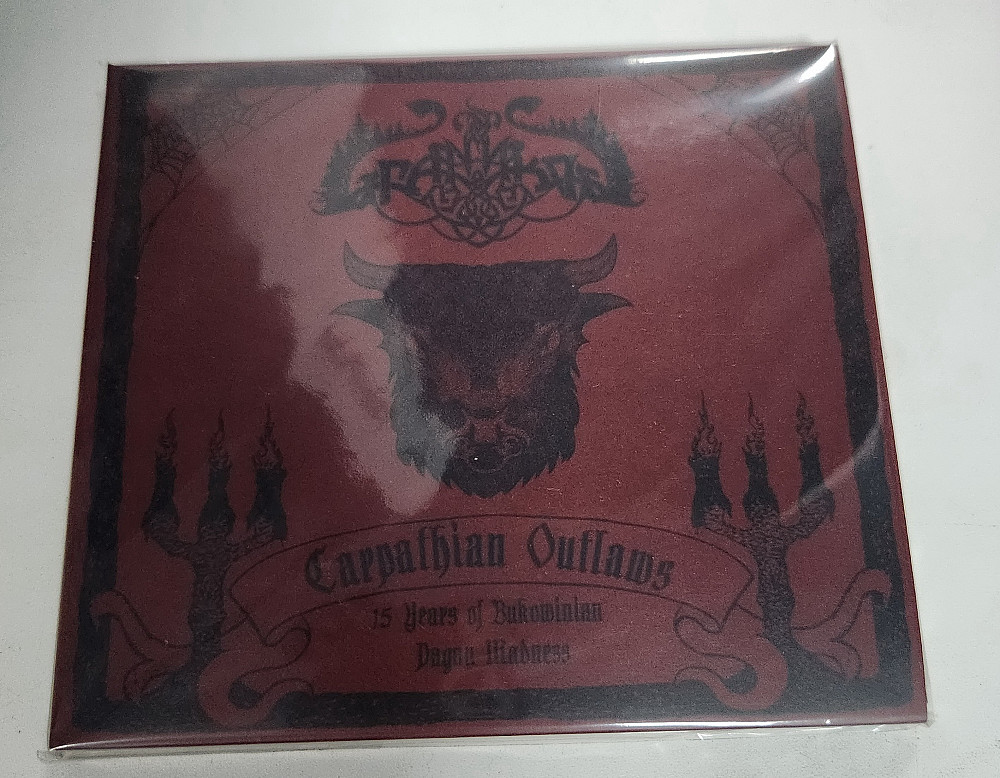 Carpathian Outlaws
15 Years of Bukowinian
Pagan Madness